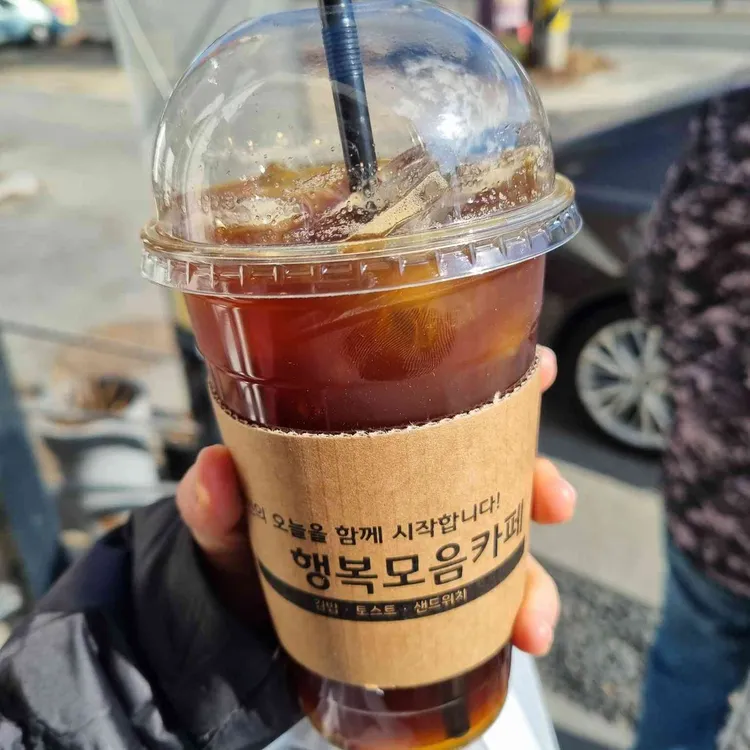 오늘을 함께 시작합니다!
행복모음카페
김밥 · 토스트 · 샌드위치